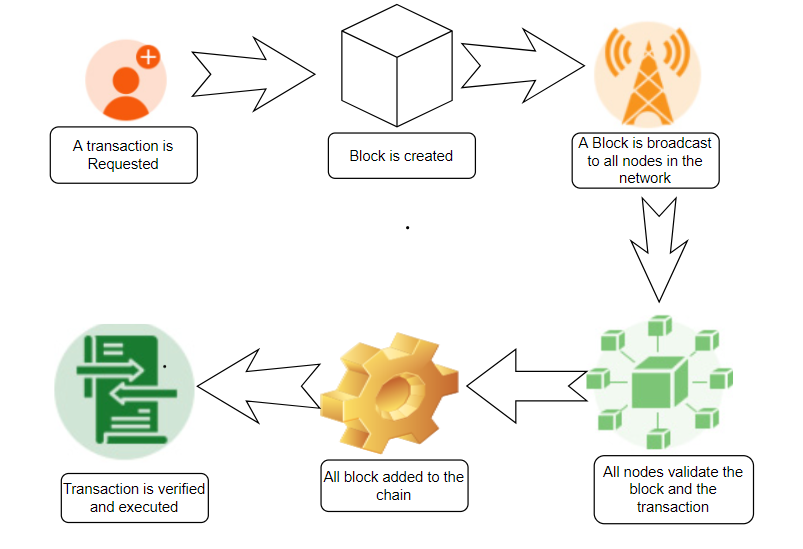 A transaction is
Requested
Block is created
A Block is broadcast
to all nodes in the
network
Transaction is verified
and executed
All block added to the
chain
All nodes validate the
block and the
transaction